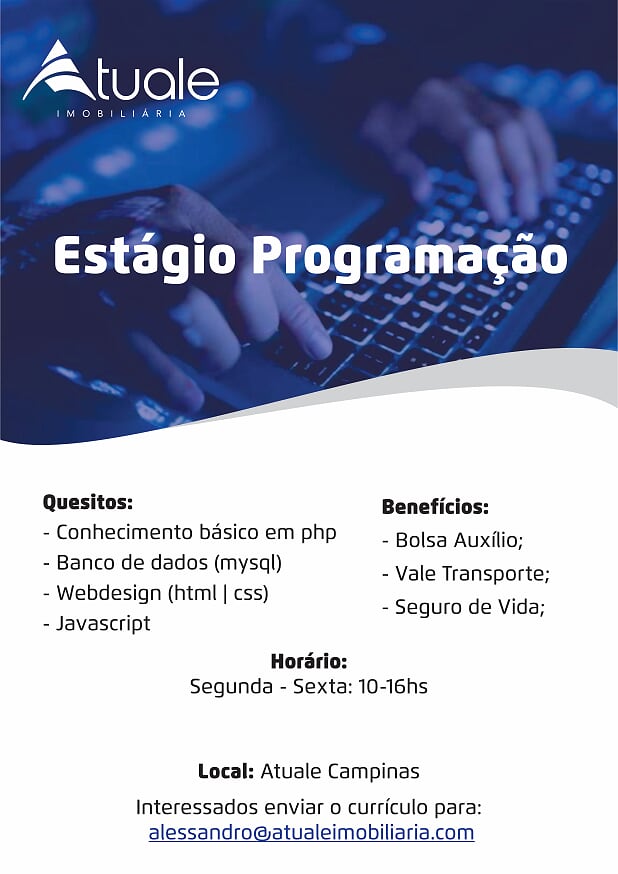 Atuale
IMOBILIÁRIA
Estágio Programação
Quesitos:
- Conhecimento básico em php
- Banco de dados (mysql)
- Webdesign (html | css)
- Javascript
Benefícios:
- Bolsa Auxílio;
- Vale Transporte;
- Seguro de Vida;
Horário:
Segunda - Sexta: 10-16hs
Local: Atuale Campinas
Interessados enviar o currículo para:
alessandro@atualeimobiliaria.com